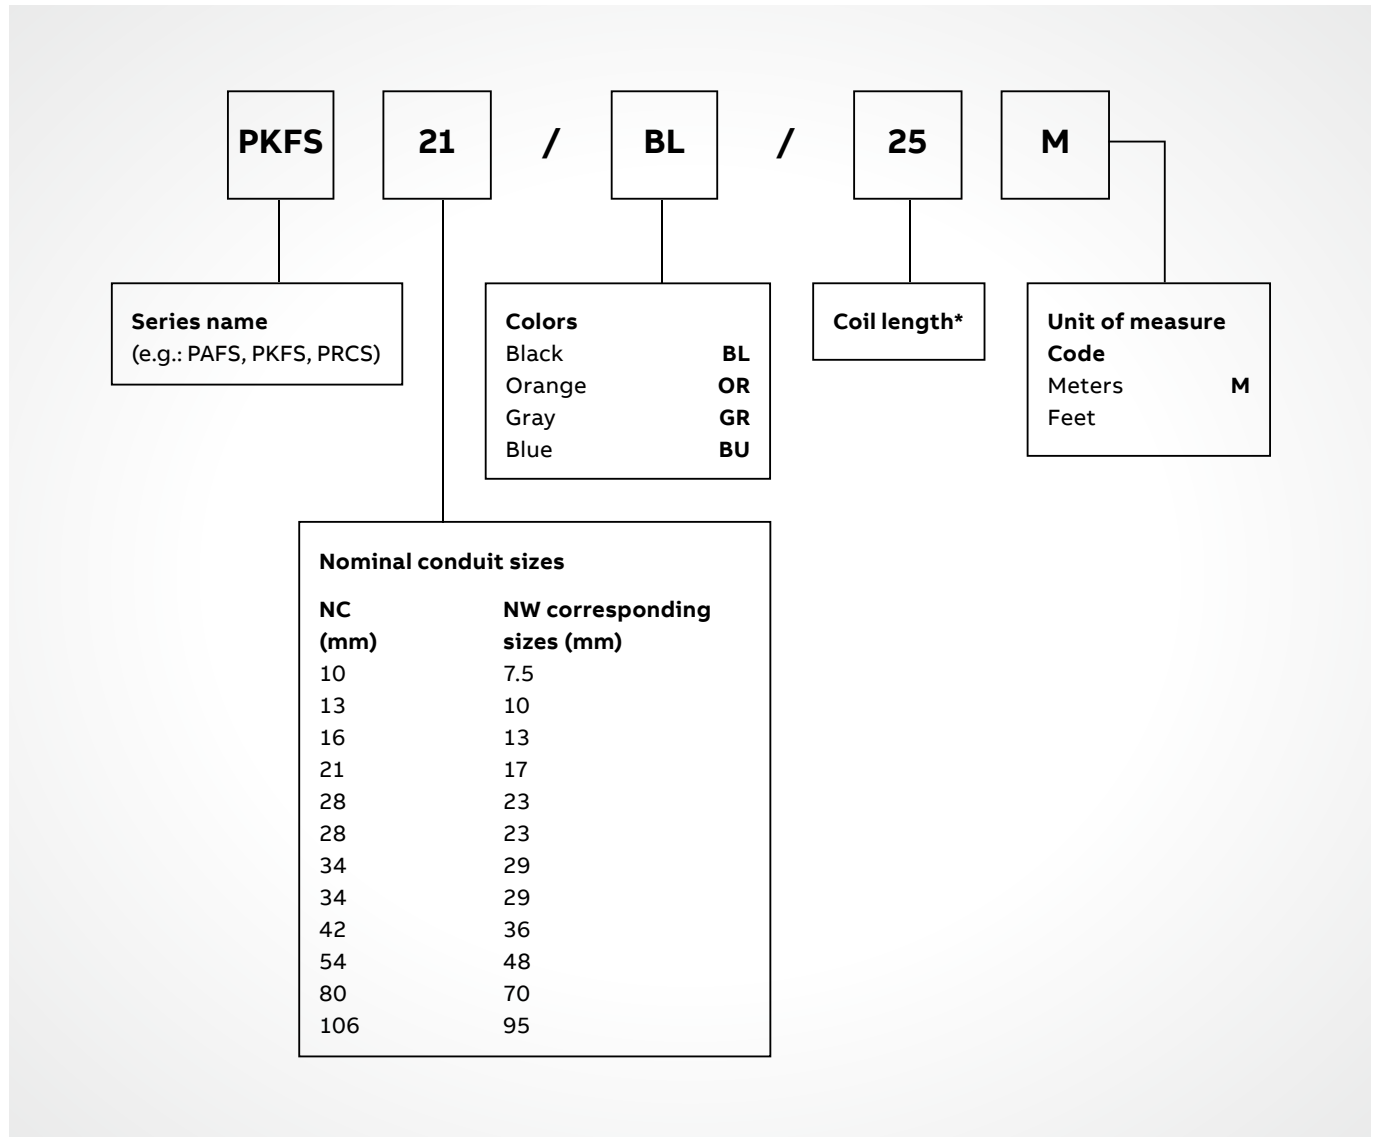 PKFS 21 / BL / 25 M
Series name
(e.g.: PAFS, PKFS, PRCS)
Colors
Black BL
Orange OR
Gray GR
Blue BU
Coil length*
Unit of measure
Code
Meters M
Feet
Nominal conduit sizes
NC NW corresponding
(mm) sizes (mm)
10 7.5
13 10
16 13
21 17
28 23
28 23
34 29
34 29
42 36
54 48
80 70
106 95